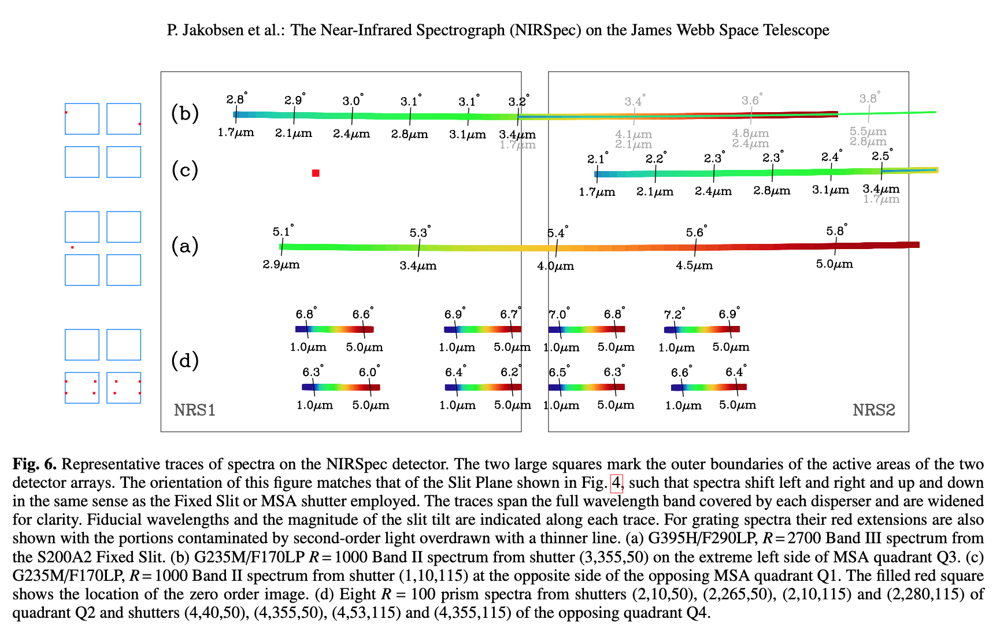 P. Jakobsen et al.: The Near-Infrared Spectrograph (NIRSpec) on the James Webb Space Telescope
2.8° 2.9° 3.0° 3.1° 3.1° 3.2° 3.4° 3.6° 3.8°
(b)
1.7μm 2.1μm 2.4μm 2.8μm 3.1μm 3.4μm 4.1μm 4.8μm 5.5μm
1.7μm 2.1μm 2.4μm 2.8μm
2.1° 2.2° 2.3° 2.3° 2.4° 2.5°
(c)
1.7μm 2.1μm 2.4μm 2.8μm 3.1μm 3.4μm
1.7μm
5.1° 5.3° 5.4° 5.6° 5.8°
(a)
2.9μm 3.4μm 4.0μm 4.5μm 5.0μm
6.8° 6.6° 6.9° 6.7° 7.0° 6.8° 7.2° 6.9°
1.0μm 5.0μm 1.0μm 5.0μm 1.0μm 5.0μm 1.0μm 5.0μm
(d)
6.3° 6.0° 6.4° 6.2° 6.5° 6.3° 6.6° 6.4°
1.0μm 5.0μm 1.0μm 5.0μm 1.0μm 5.0μm 1.0μm 5.0μm
NRS1 NRS2
Fig. 6. Representative traces of spectra on the NIRSpec detector. The two large squares mark the outer boundaries of the active areas of the two
detector arrays. The orientation of this figure matches that of the Slit Plane shown in Fig. 4, such that spectra shift left and right and up and down
in the same sense as the Fixed Slit or MSA shutter employed. The traces span the full wavelength band covered by each disperser and are widened
for clarity. Fiducial wavelengths and the magnitude of the slit tilt are indicated along each trace. For grating spectra their red extensions are also
shown with the portions contaminated by second-order light overdrawn with a thinner line. (a) G395H/F290LP, R = 2700 Band III spectrum from
the S200A2 Fixed Slit. (b) G235M/F170LP R = 1000 Band II spectrum from shutter (3,355,50) on the extreme left side of MSA quadrant Q3. (c)
G235M/F170LP, R = 1000 Band II spectrum from shutter (1,10,115) at the opposite side of the opposing MSA quadrant Q1. The filled red square
shows the location of the zero order image. (d) Eight R = 100 prism spectra from shutters (2,10,50), (2,265,50), (2,10,115) and (2,280,115) of
quadrant Q2 and shutters (4,40,50), (4,355,50), (4,53,115) and (4,355,115) of the opposing quadrant Q4.